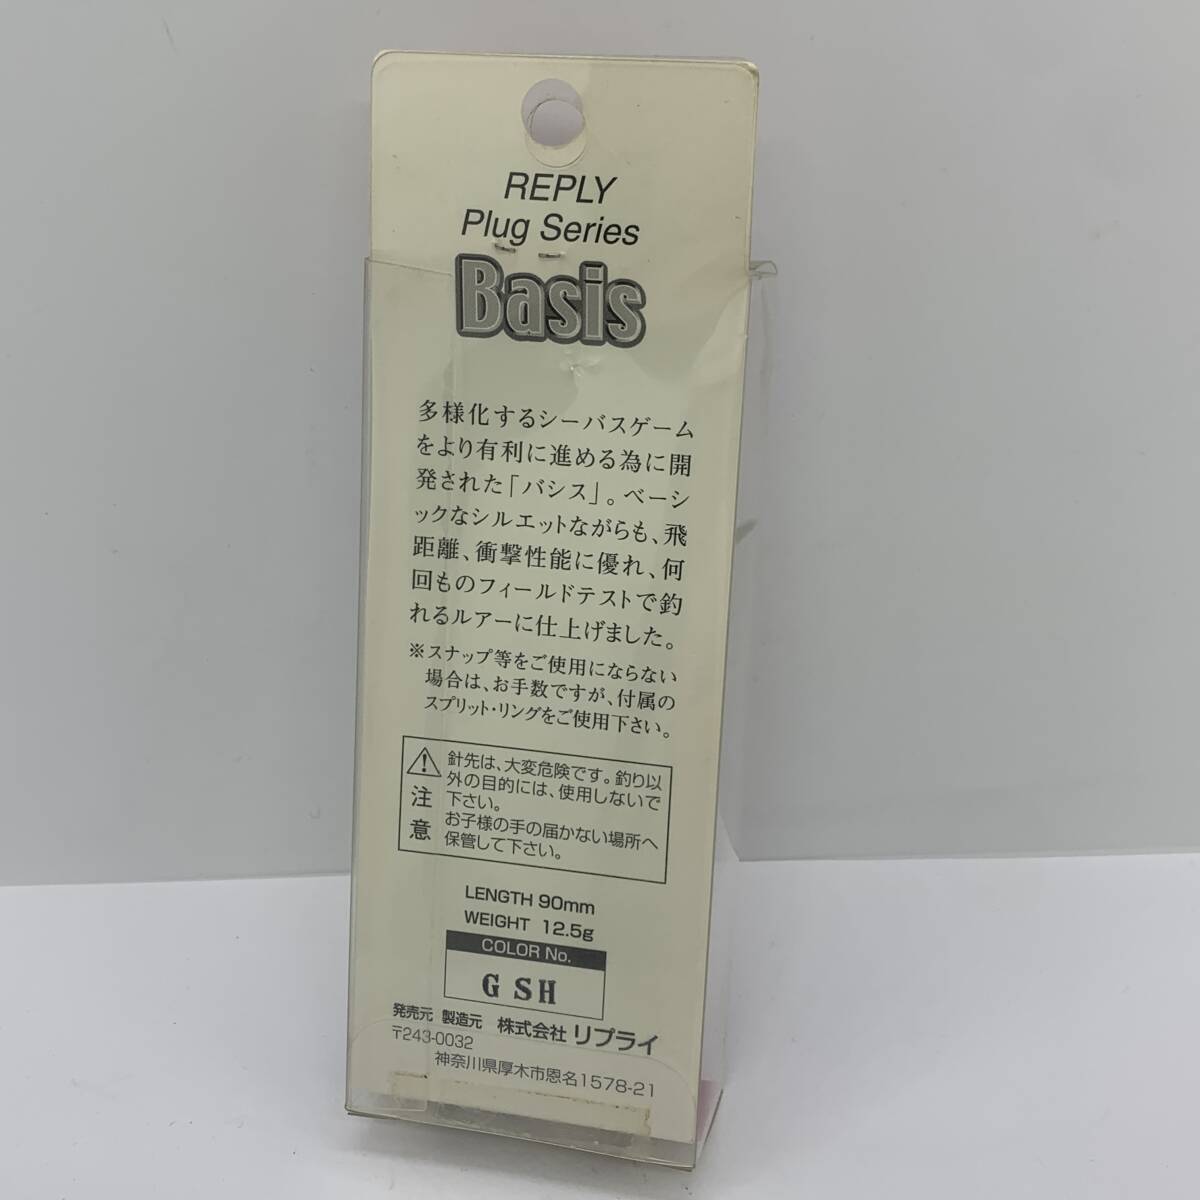 REPLY
Plug Series
Basis
多様化するシーバスゲーム
をより有利に進める為に開
発された「バシス」。ベーシ
ックなシルエットながらも、飛
距離、衝撃性能に優れ、何
回ものフィールドテストで釣
れるルアーに仕上げました。
※スナップ等をご使用にならない
場合は、お手数ですが、付属の
スプリット・リングをご使用下さい。
注意
針先は、大変危険です。釣り以
外の目的には、使用しないで
下さい。
お子様の手の届かない場所へ
保管して下さい。
LENGTH 90mm
WEIGHT 12.5g
COLOR No.
G SH
発売元 製造元 株式会社 リプライ
〒243-0032
神奈川県厚木市恩名1578-21